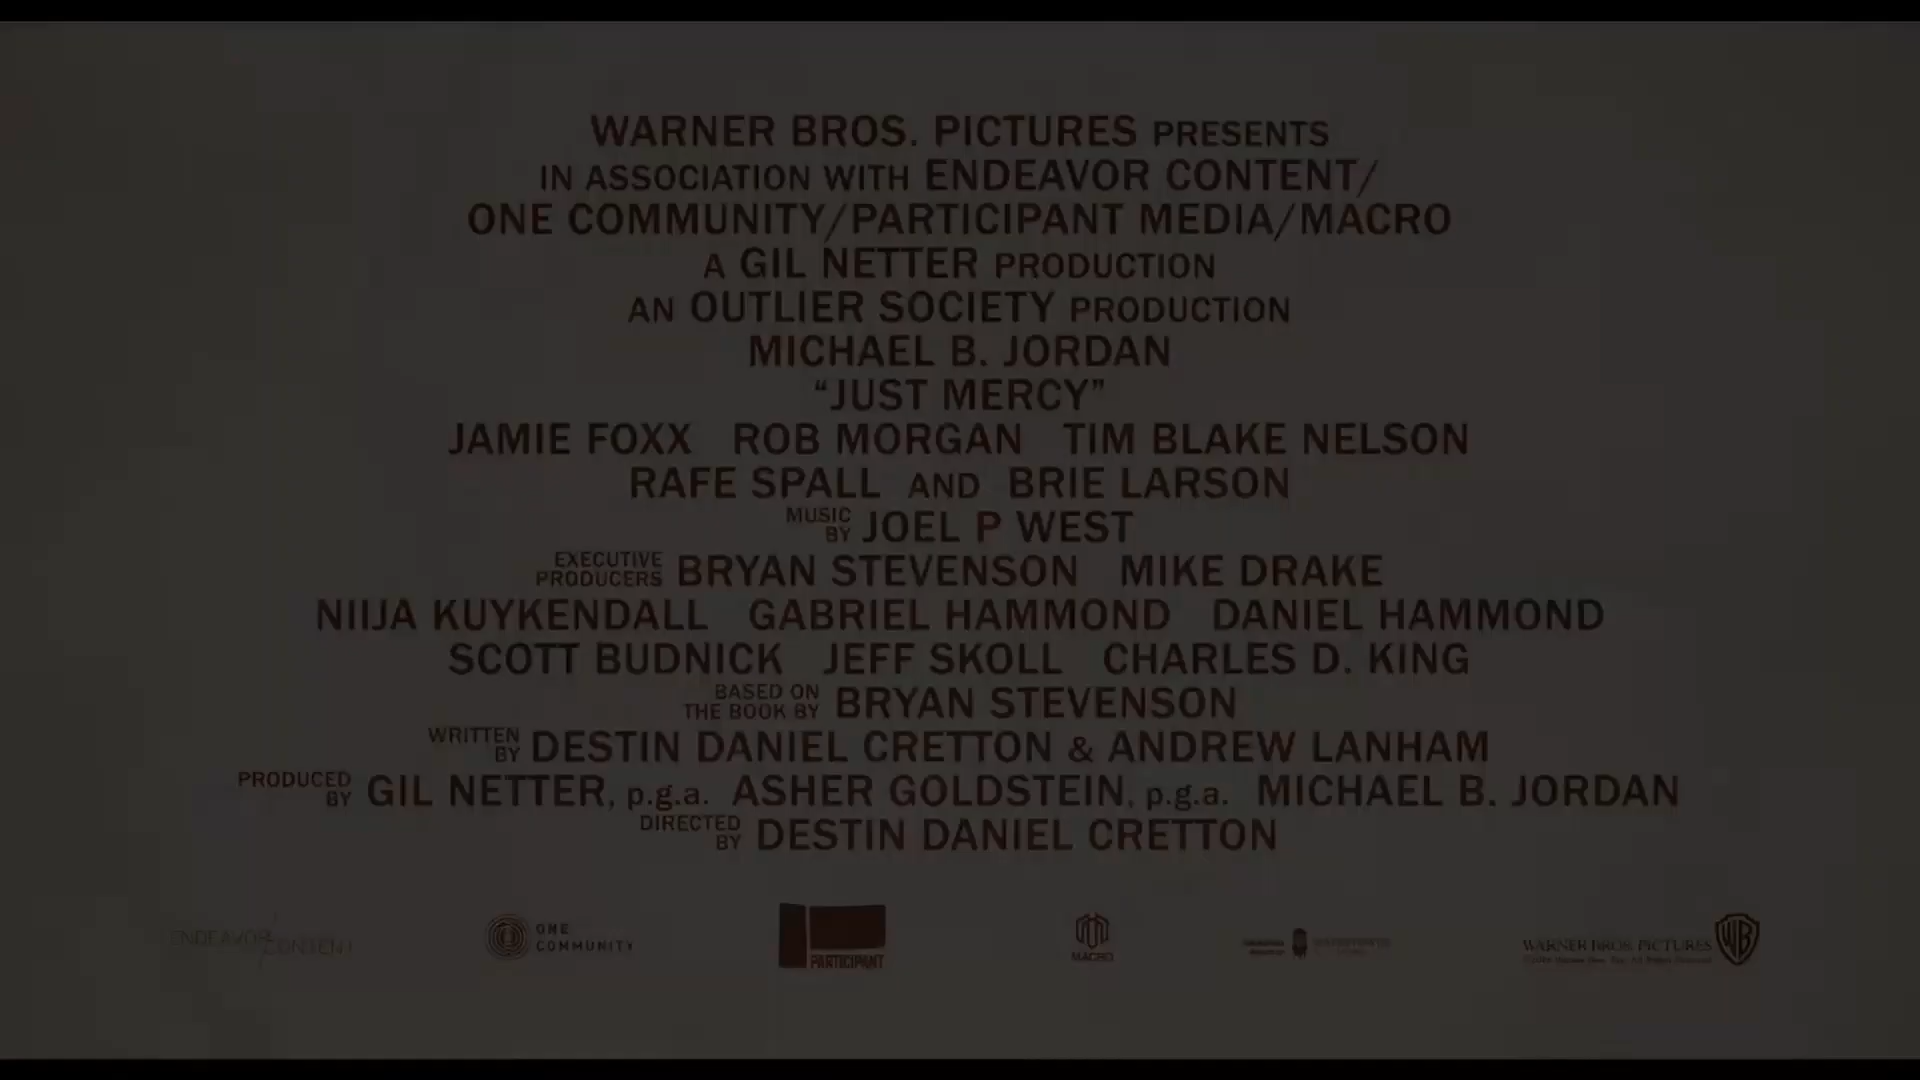 WARNER BROS. PICTURES PRESENTS
IN ASSOCIATION WITH ENDEAVOR CONTENT/
ONE COMMUNITY/PARTICIPANT MEDIA/MACRO
A GIL NETTER PRODUCTION
AN OUTLIER SOCIETY PRODUCTION
MICHAEL B. JORDAN
“JUST MERCY”
JAMIE FOXX ROB MORGAN TIM BLAKE NELSON
RAFE SPALL AND BRIE LARSON
MUSIC BY JOEL P WEST
EXECUTIVE PRODUCERS BRYAN STEVENSON MIKE DRAKE
NIIJA KUYKENDALL GABRIEL HAMMOND DANIEL HAMMOND
SCOTT BUDNICK JEFF SKOLL CHARLES D. KING
BASED ON THE BOOK BY BRYAN STEVENSON
WRITTEN BY DESTIN DANIEL CRETTON & ANDREW LANHAM
PRODUCED BY GIL NETTER, p.g.a. ASHER GOLDSTEIN, p.g.a. MICHAEL B. JORDAN
DIRECTED BY DESTIN DANIEL CRETTON
ENDEAVOR CONTENT
ONE COMMUNITY
PARTICIPANT
MACRO
WARNER BROS. PICTURES WB